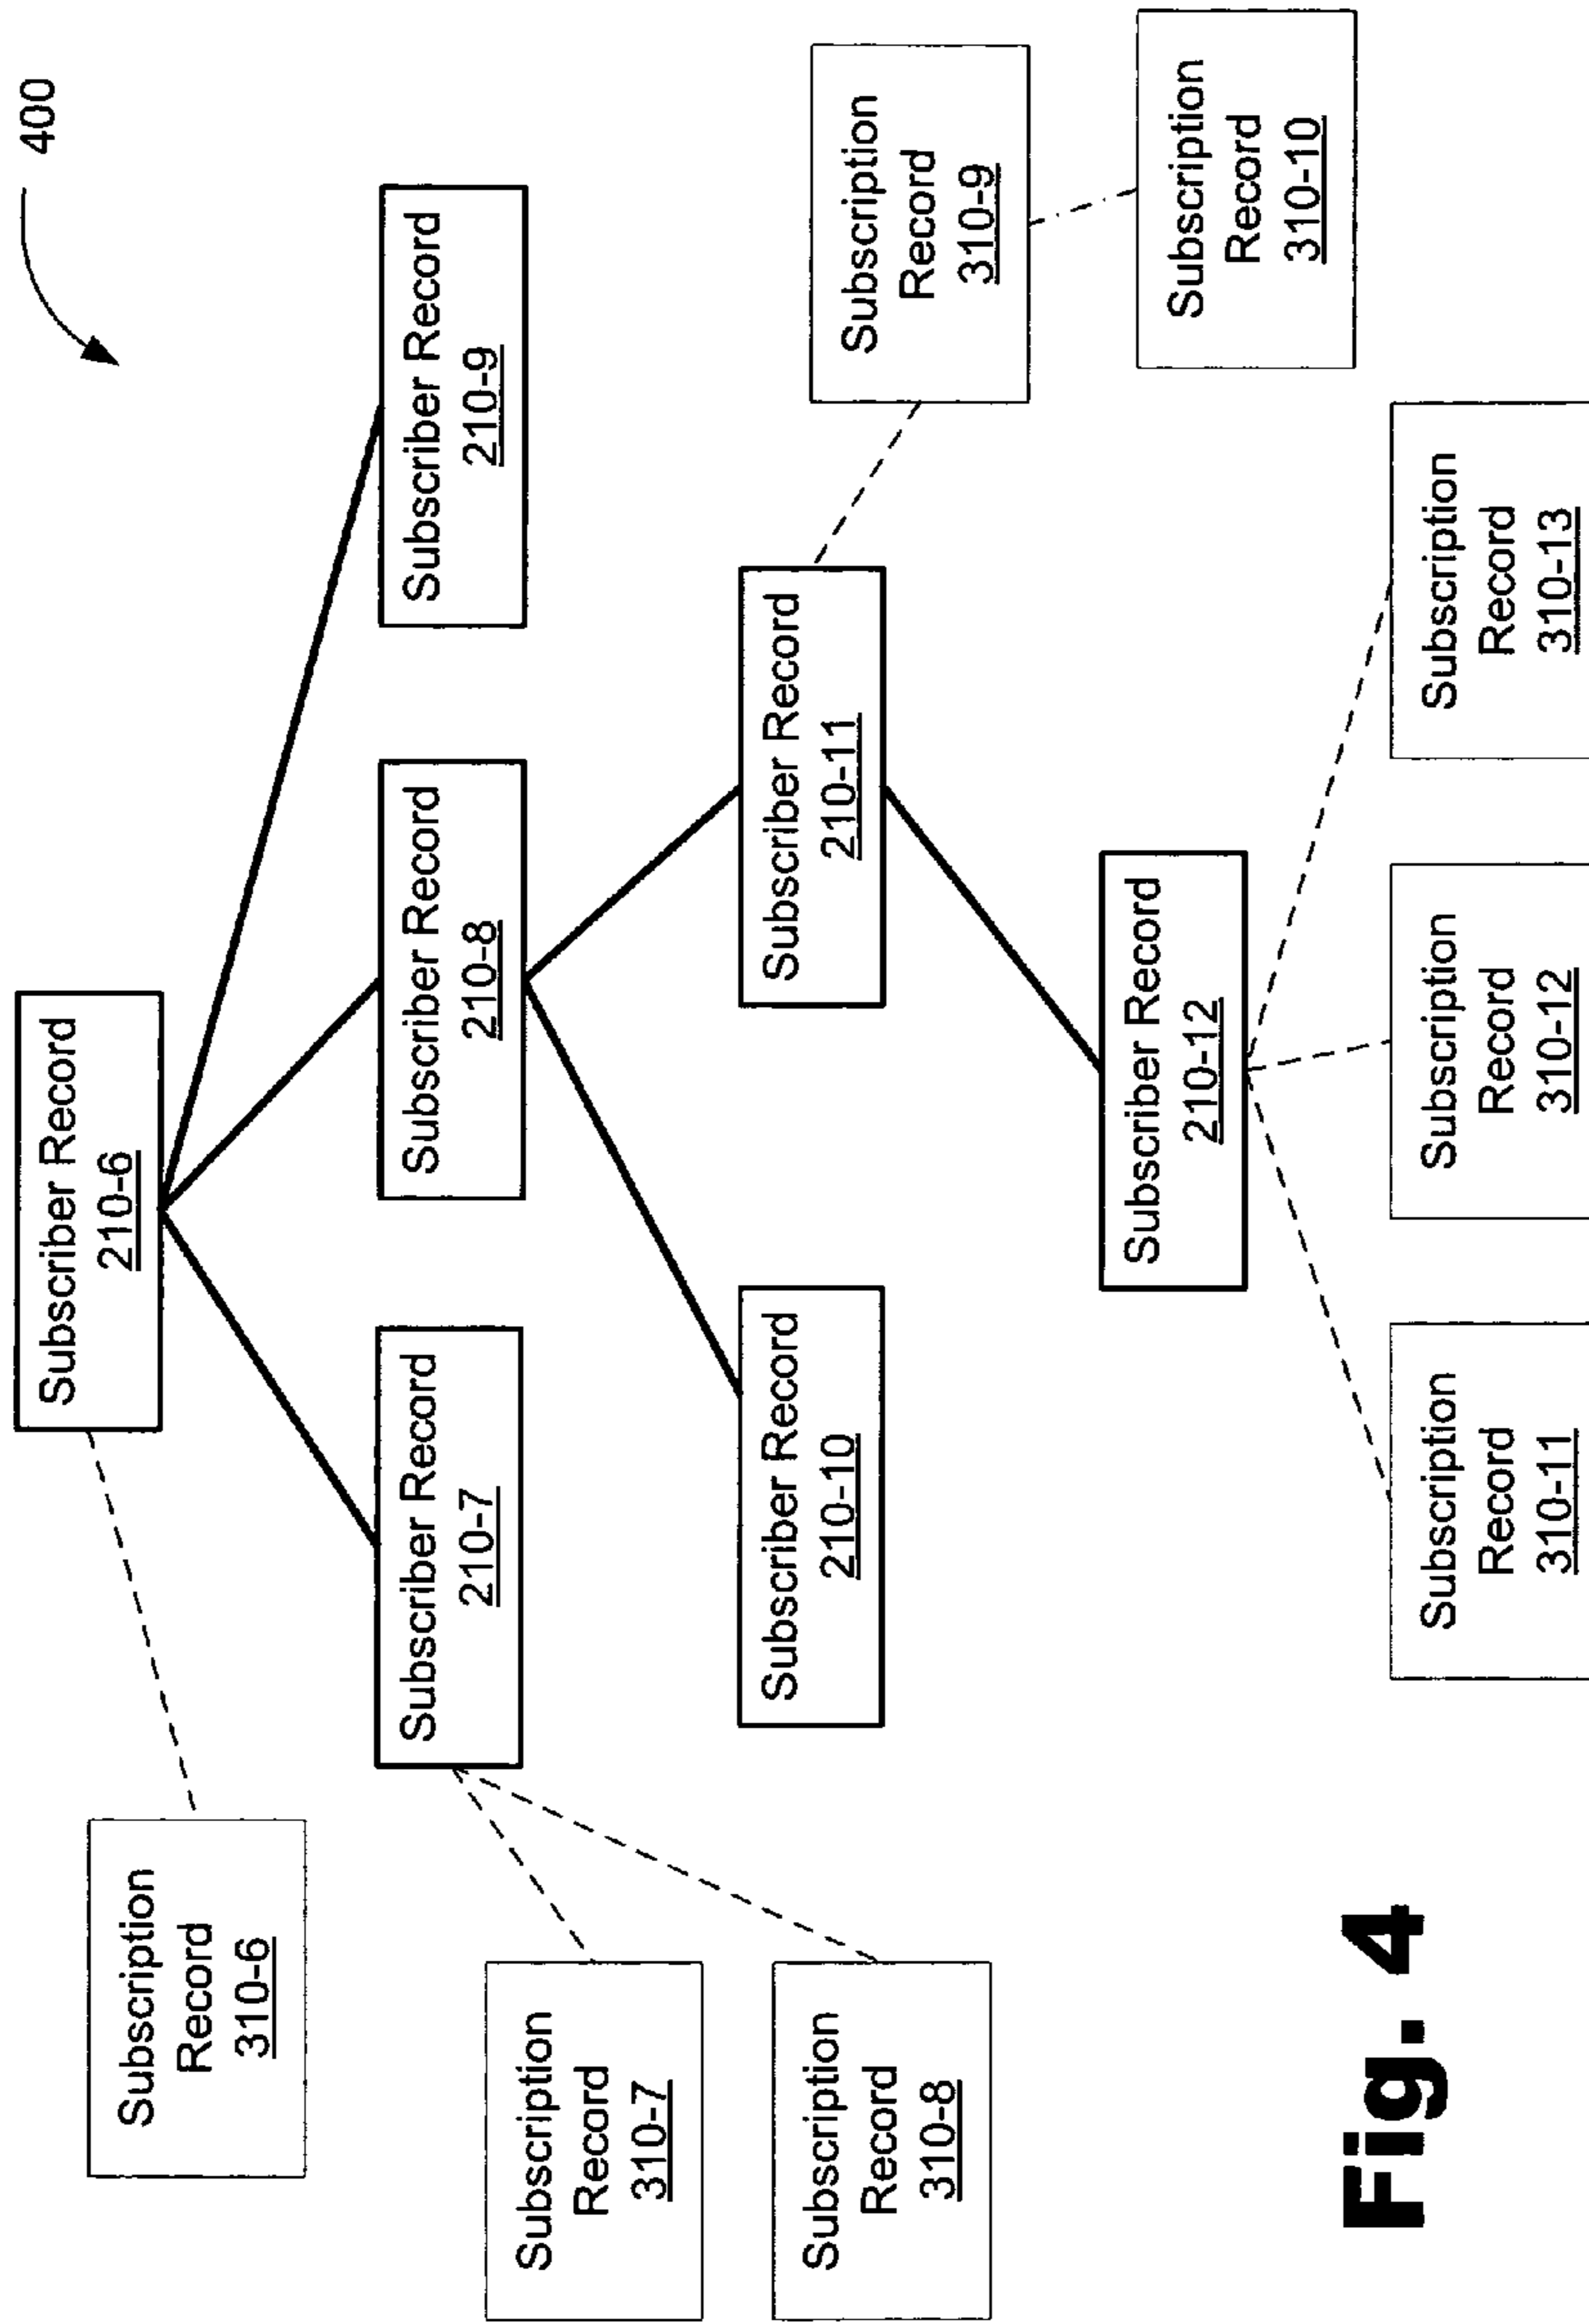 400
Subscriber Record
210-6
Subscription
Record
310-6
Subscriber Record
210-7
Subscriber Record
210-8
Subscriber Record
210-9
Subscription
Record
310-7
Subscription
Record
310-8
Subscriber Record
210-10
Subscriber Record
210-11
Subscription
Record
310-9
Subscription
Record
310-10
Subscriber Record
210-12
Subscription
Record
310-11
Subscription
Record
310-12
Subscription
Record
310-13
Fig. 4